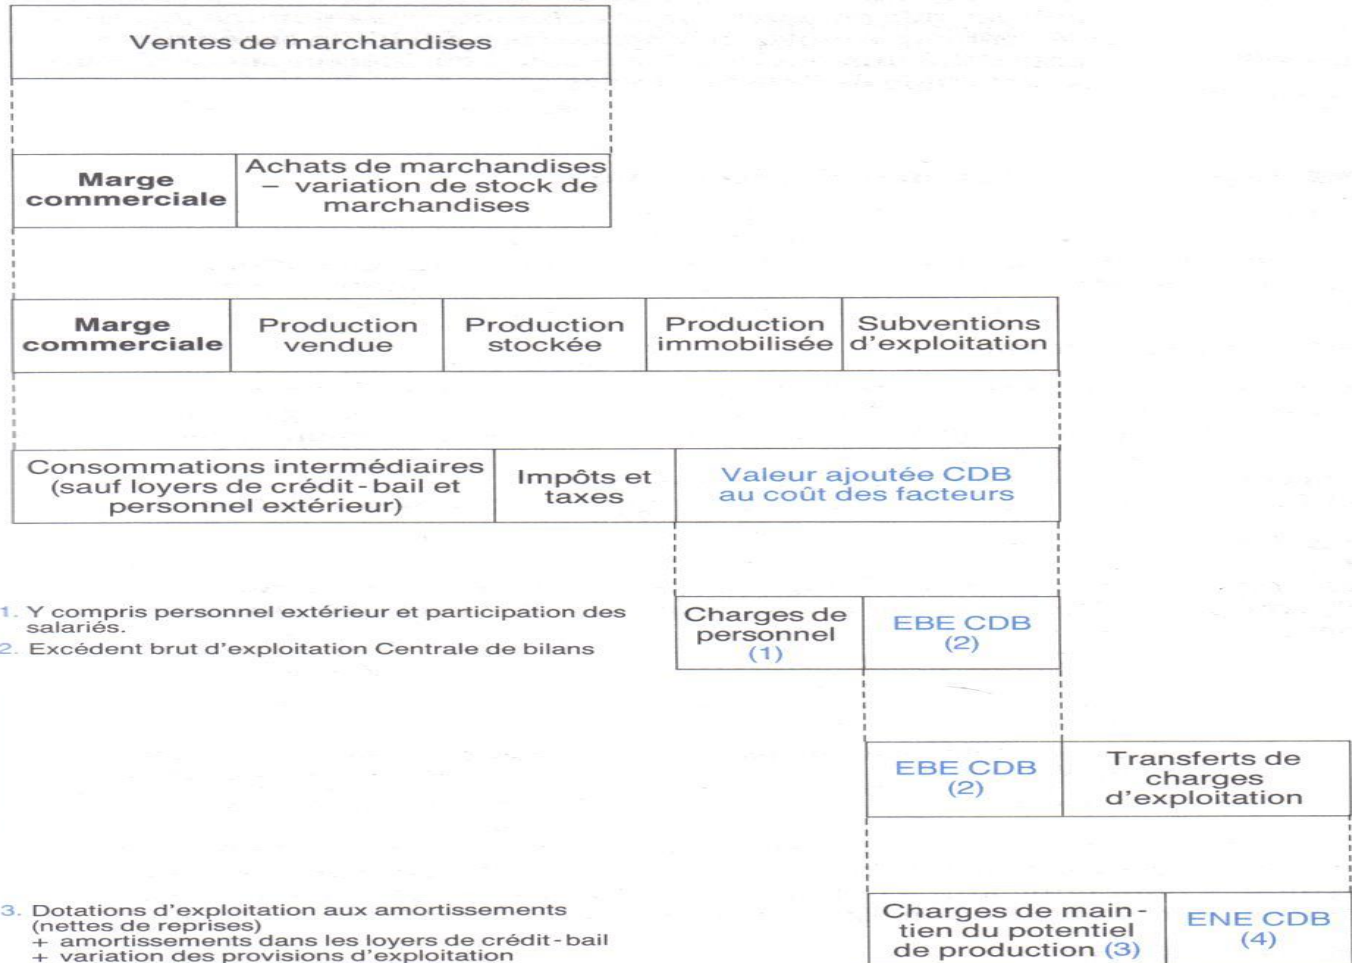 Ventes de marchandises
Marge
commerciale
Achats de marchandises
– variation de stock de
marchandises
Marge
commerciale
Production
vendue
Production
stockée
Production
immobilisée
Subventions
d'exploitation
Consommations intermédiaires
(sauf loyers de crédit-bail et
personnel extérieur)
Impôts et
taxes
Valeur ajoutée CDB
au coût des facteurs
1. Y compris personnel extérieur et participation des
salariés.
2. Excédent brut d'exploitation Centrale de bilans
Charges de
personnel
(1)
EBE CDB
(2)
EBE CDB
(2)
Transferts de
charges
d'exploitation
3. Dotations d'exploitation aux amortissements
(nettes de reprises)
+ amortissements dans les loyers de crédit-bail
+ variation des provisions d'exploitation
Charges de main-
tien du potentiel
de production (3)
ENE CDB
(4)